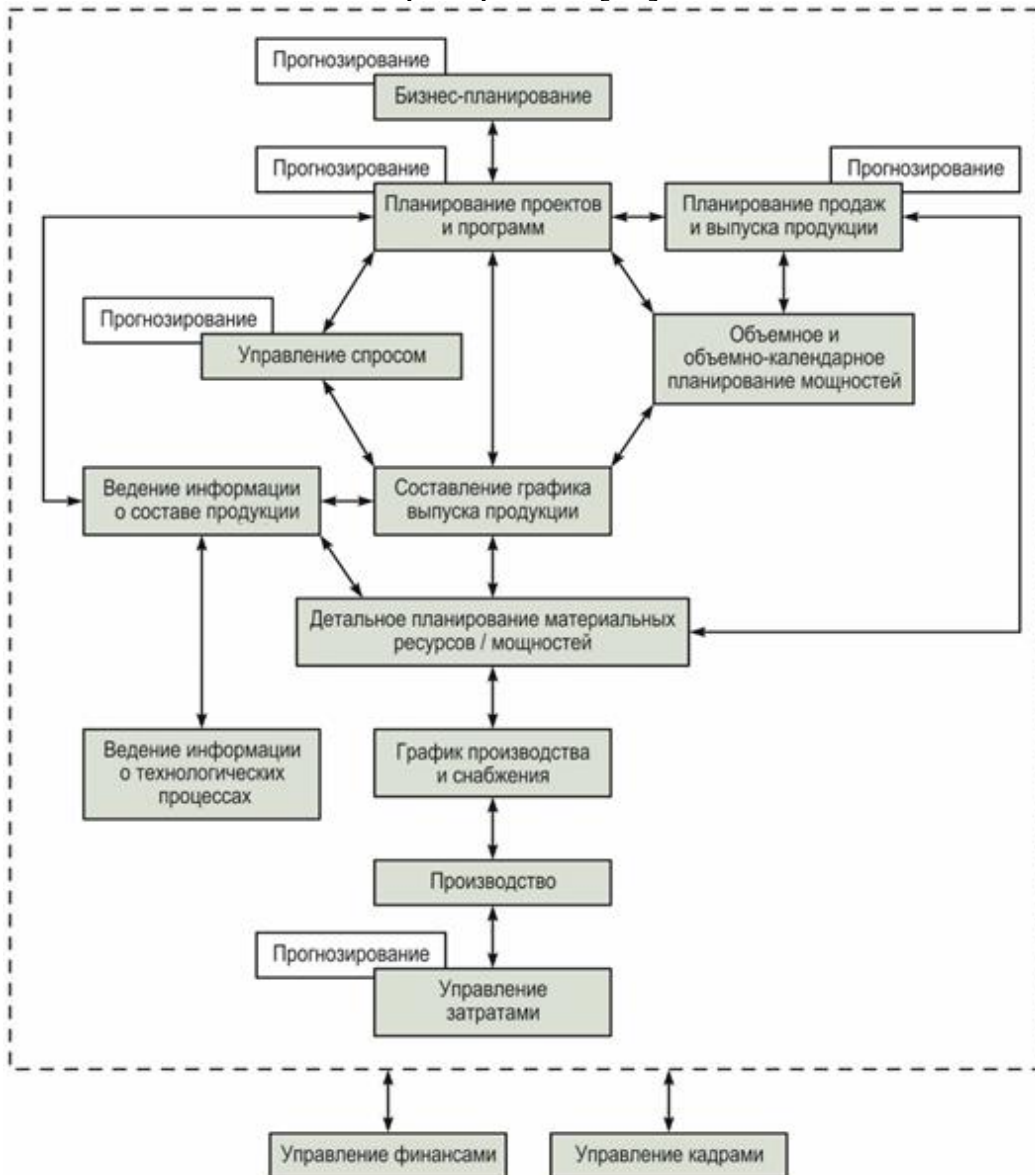 Прогнозирование
Бизнес-планирование
Прогнозирование
Планирование проектов
и программ
Прогнозирование
Планирование продаж
и выпуска продукции
Прогнозирование
Управление спросом
Объемное и
объемно-календарное
планирование мощностей
Ведение информации
о составе продукции
Составление графика
выпуска продукции
Детальное планирование материальных
ресурсов / мощностей
Ведение информации
о технологических
процессах
График производства
и снабжения
Производство
Прогнозирование
Управление
затратами
Управление финансами
Управление кадрами